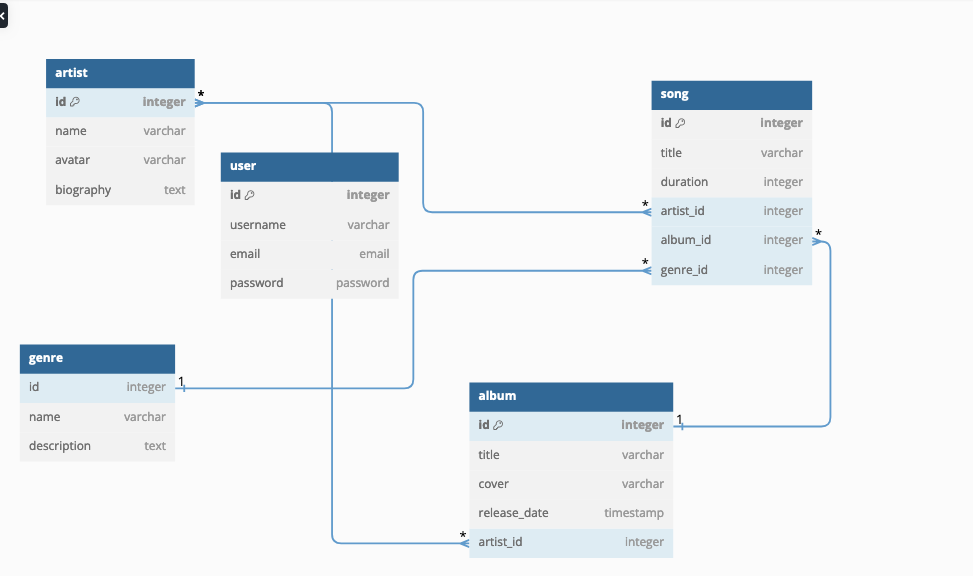 artist
id integer
name varchar
avatar varchar
biography text
*
user
id integer
username varchar
email email
password password
song
id integer
title varchar
duration integer
* artist_id integer
album_id integer *
* genre_id integer
genre
id integer 1
name varchar
description text
album
id integer 1
title varchar
cover varchar
release_date timestamp
* artist_id integer